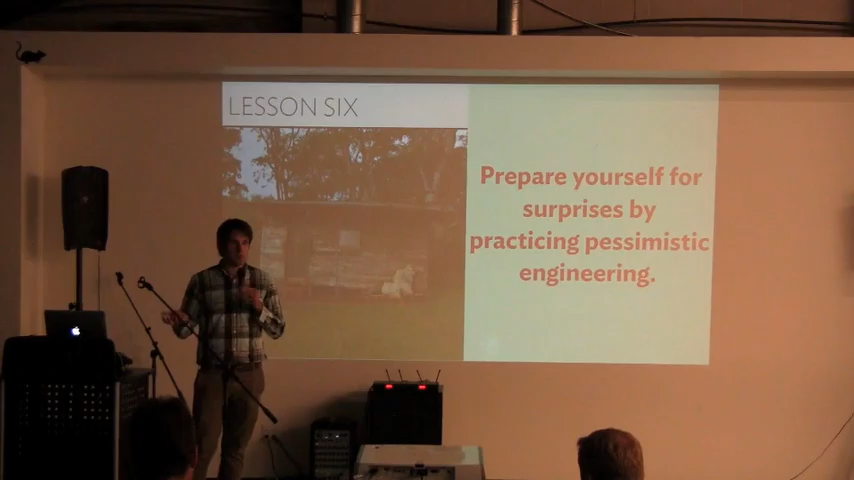 LESSON SIX
Prepare yourself for
surprises by
practicing pessimistic
engineering.